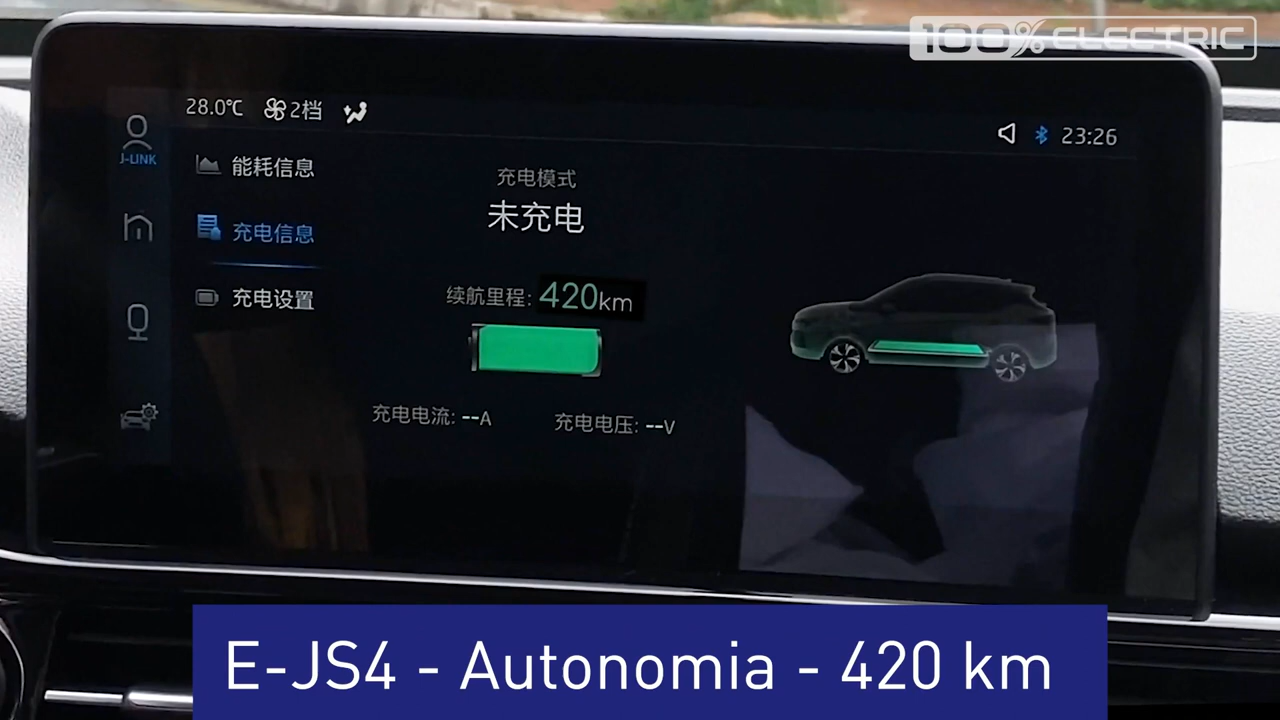 100% ELECTRIC
28.0℃ 2档
23:26
J-LINK
能耗信息
充电信息
充电设置
充电模式
未充电
续航里程: 420km
充电电流: --A
充电电压: --V
E-JS4 - Autonomia - 420 km